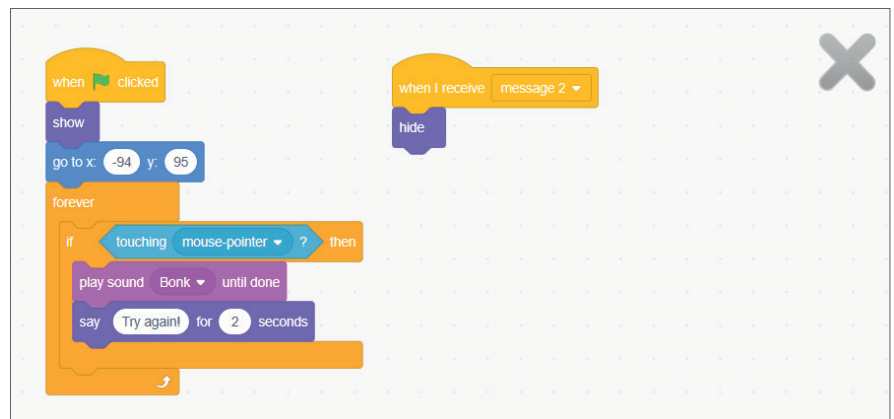 when clicked
show
go to x: -94 y: 95
forever
if touching mouse-pointer ? then
play sound Bonk until done
say Try again! for 2 seconds
when I receive message 2
hide